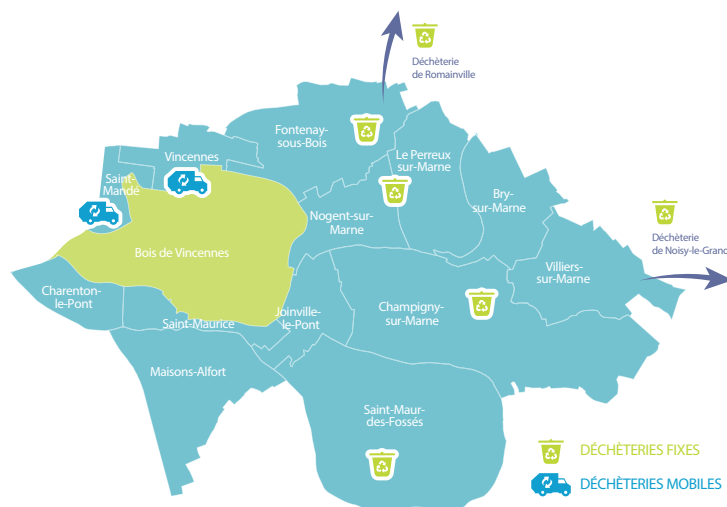 Déchèterie
de Romainville
Fontenay-
sous-Bois
Vincennes
Le Perreux
sur-Marne
Saint-
Mandé
Bry-
sur-Marne
Nogent-sur-
Marne
Déchèterie
de Noisy-le-Grand
Bois de Vincennes
Villiers-
sur-Marne
Charenton-
le-Pont
Saint-Maurice
Joinville-
le-Pont
Champigny-
sur-Marne
Maisons-Alfort
Saint-Maur-
des-Fossés
DÉCHÈTERIES FIXES
DÉCHÈTERIES MOBILES